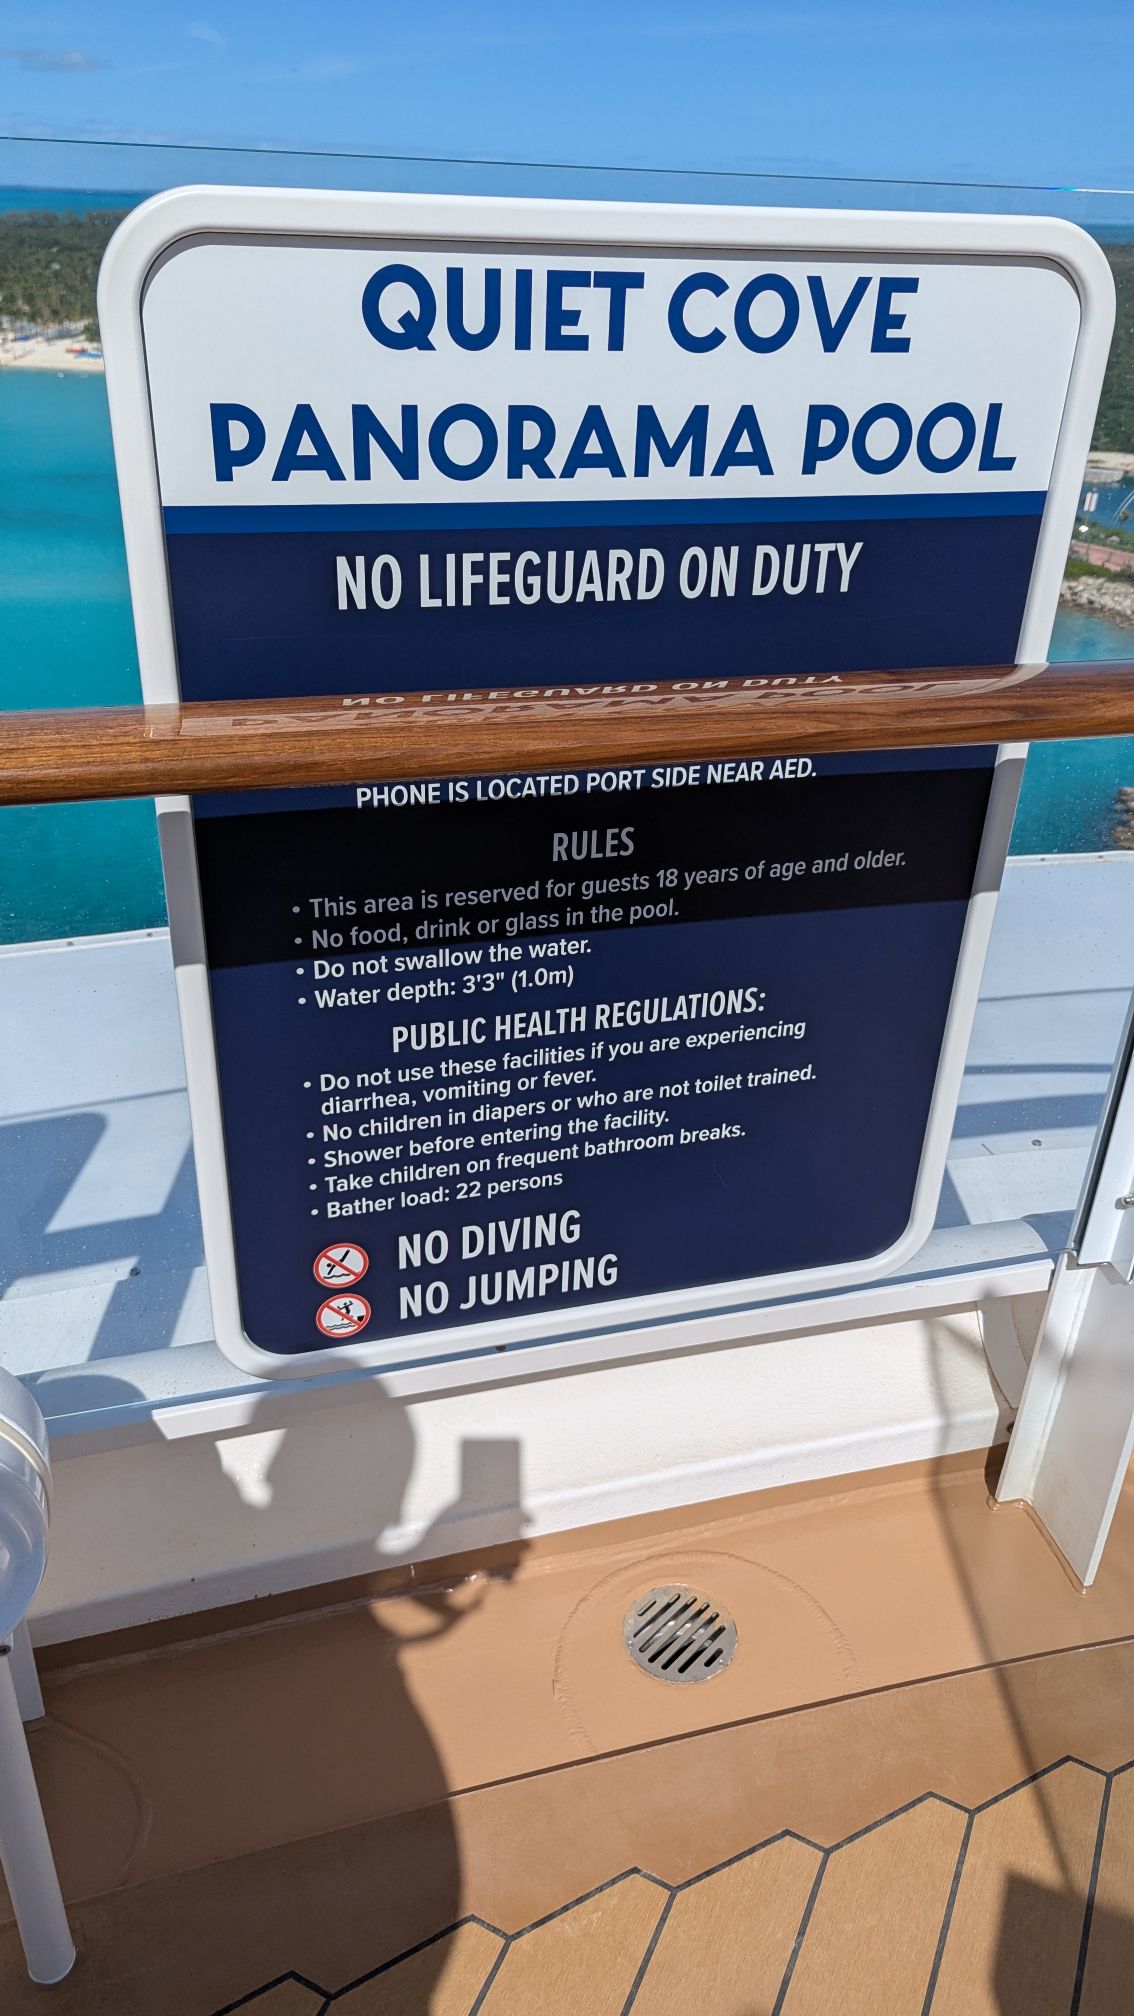 QUIET COVE
PANORAMA POOL
NO LIFEGUARD ON DUTY
PHONE IS LOCATED PORT SIDE NEAR AED.
RULES
• This area is reserved for guests 18 years of age and older.
• No food, drink or glass in the pool.
• Do not swallow the water.
• Water depth: 3'3" (1.0m)
PUBLIC HEALTH REGULATIONS:
• Do not use these facilities if you are experiencing
diarrhea, vomiting or fever.
• No children in diapers or who are not toilet trained.
• Shower before entering the facility.
• Take children on frequent bathroom breaks.
• Bather load: 22 persons
NO DIVING
NO JUMPING